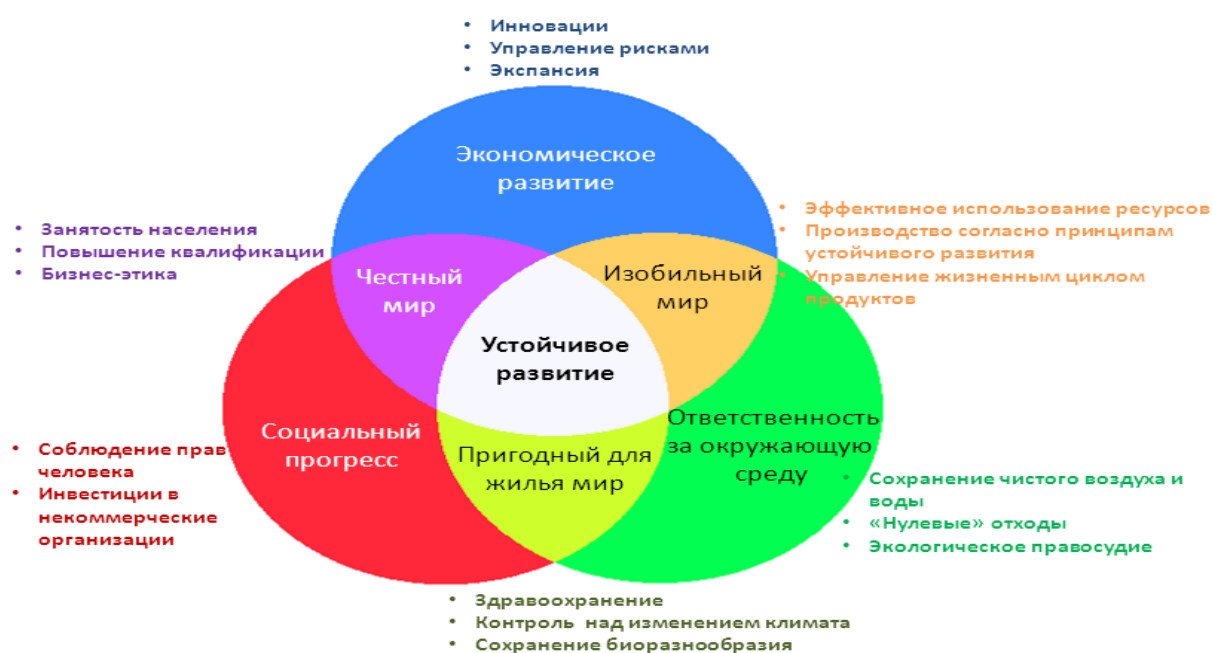 • Инновации
• Управление рисками
• Экспансия
Экономическое
развитие
• Занятость населения
• Повышение квалификации
• Бизнес-этика
• Эффективное использование ресурсов
• Производство согласно принципам
устойчивого развития
• Управление жизненным циклом
продуктов
Честный
мир
Изобильный
мир
Устойчивое
развитие
Социальный
прогресс
Пригодный для
жилья мир
Ответственность
за окружающую
среду
• Соблюдение прав
человека
• Инвестиции в
некоммерческие
организации
• Сохранение чистого воздуха и
воды
• «Нулевые» отходы
• Экологическое правосудие
• Здравоохранение
• Контроль над изменением климата
• Сохранение биоразнообразия